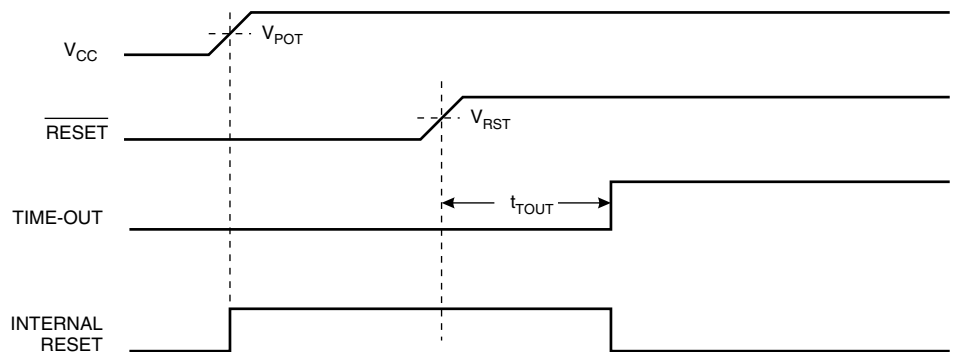 V_CC
V_POT
RESET
V_RST
TIME-OUT
t_TOUT
INTERNAL
RESET